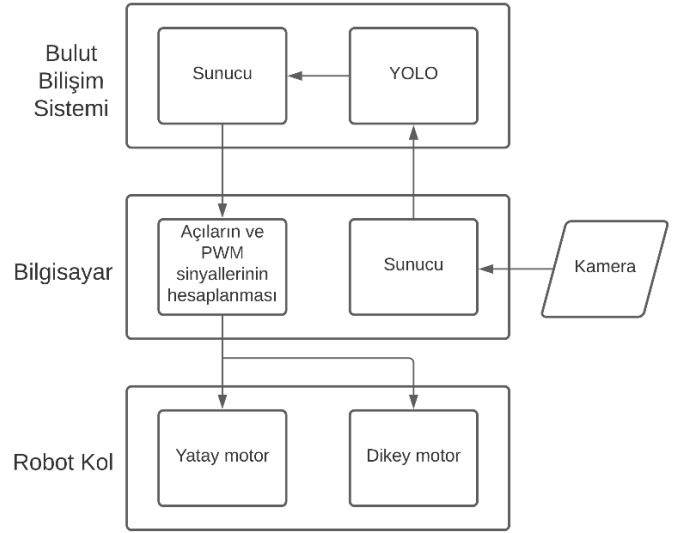 Bulut
Bilişim
Sistemi
Sunucu
YOLO
Bilgisayar
Açıların ve
PWM
sinyallerinin
hesaplanması
Sunucu
Kamera
Robot Kol
Yatay motor
Dikey motor